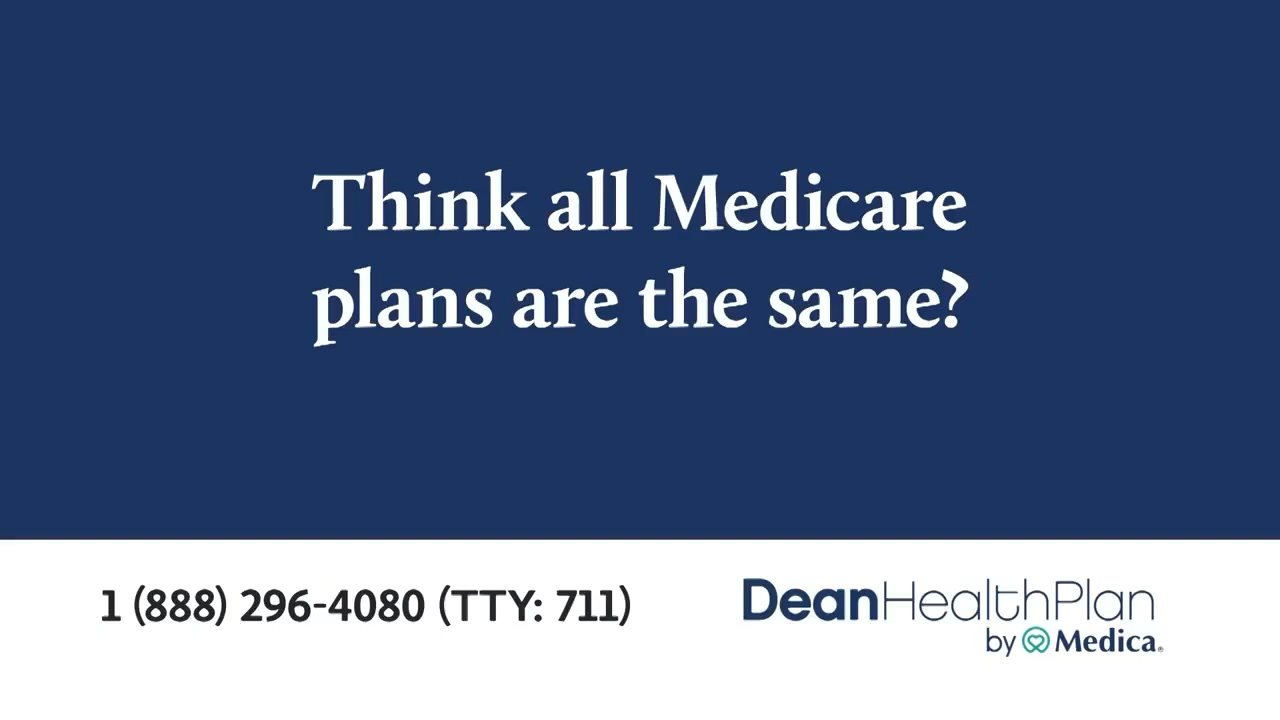 Think all Medicare
plans are the same?
1 (888) 296-4080 (TTY: 711)
DeanHealthPlan
by Medica®